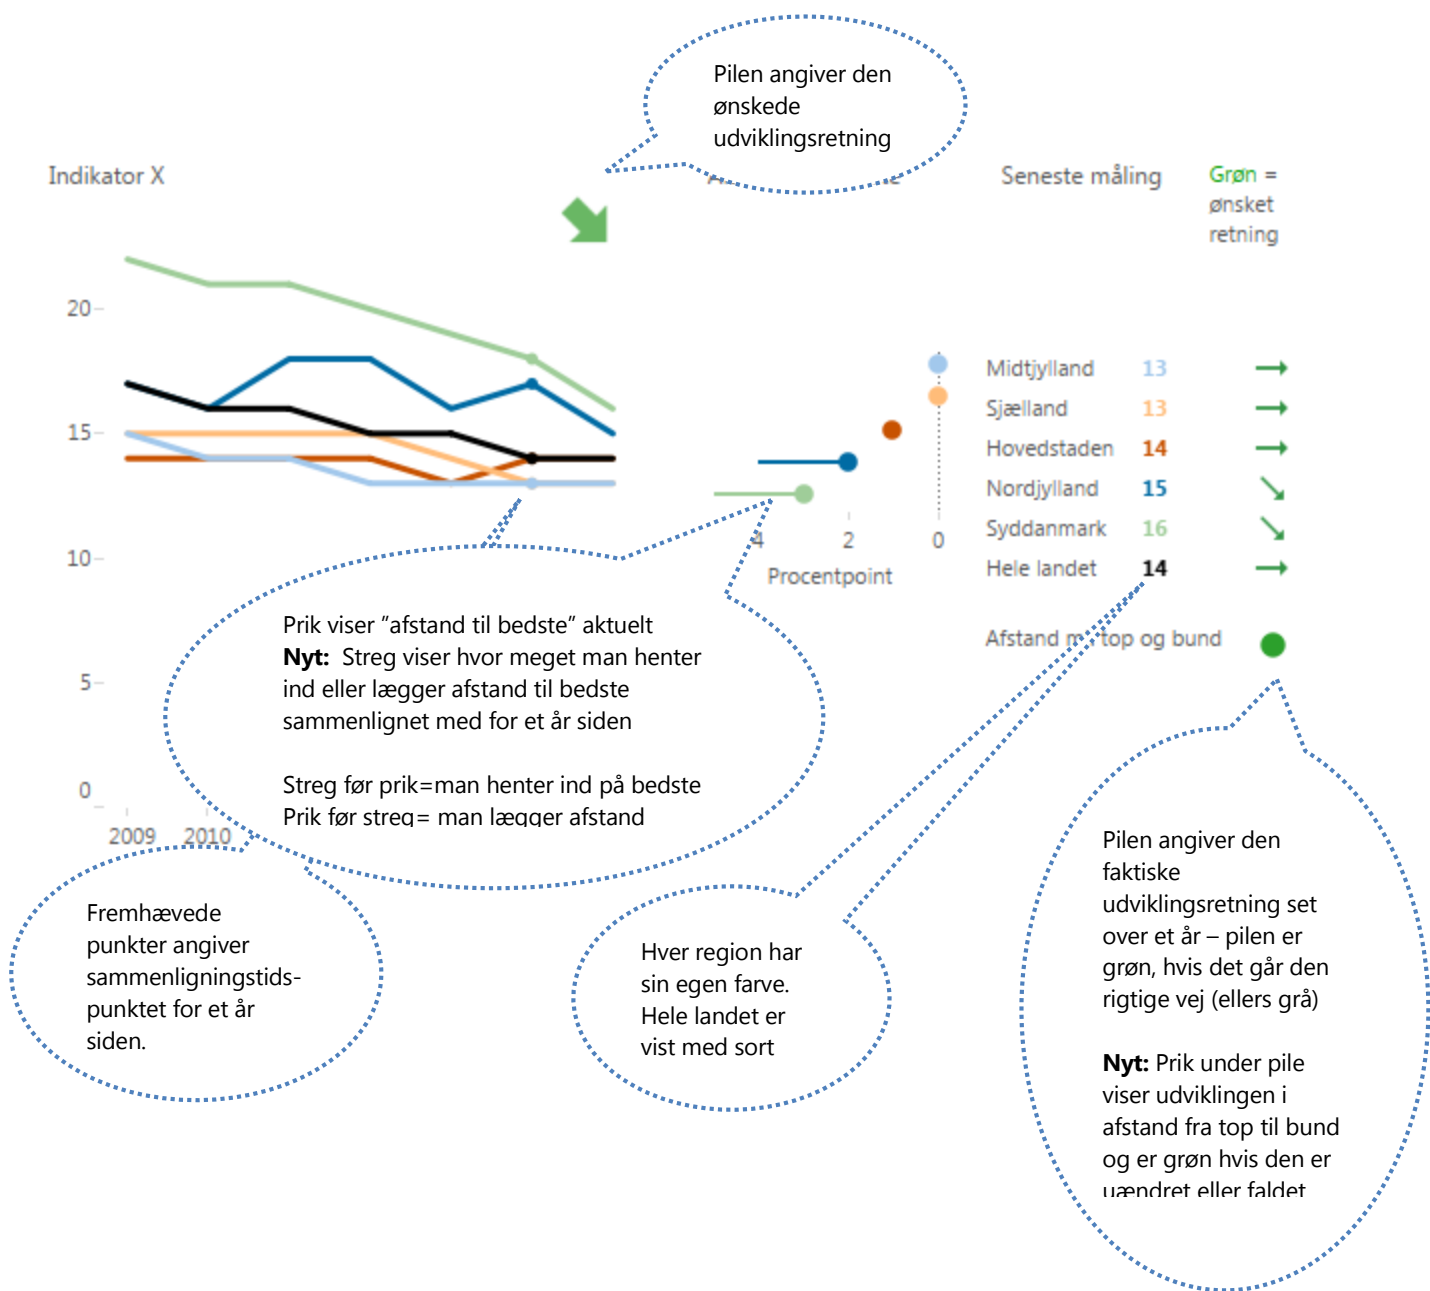 Pilen angiver den
ønskede
udviklingsretning
Indikator X
Seneste måling
Grøn =
ønsket
retning
20
15
10
5
0
2009 2010
4 2 0
Procentpoint
Midtjylland 13
Sjælland 13
Hovedstaden 14
Nordjylland 15
Syddanmark 16
Hele landet 14
Afstand m top og bund
Prik viser "afstand til bedste" aktuelt
Nyt: Streg viser hvor meget man henter
ind eller lægger afstand til bedste
sammenlignet med for et år siden
Streg før prik=man henter ind på bedste
Prik før streg= man lægger afstand
Fremhævede
punkter angiver
sammenligningstids-
punktet for et år
siden.
Hver region har
sin egen farve.
Hele landet er
vist med sort
Pilen angiver den
faktiske
udviklingsretning set
over et år – pilen er
grøn, hvis det går den
rigtige vej (ellers grå)
Nyt: Prik under pile
viser udviklingen i
afstand fra top til bund
og er grøn hvis den er
uændret eller faldet